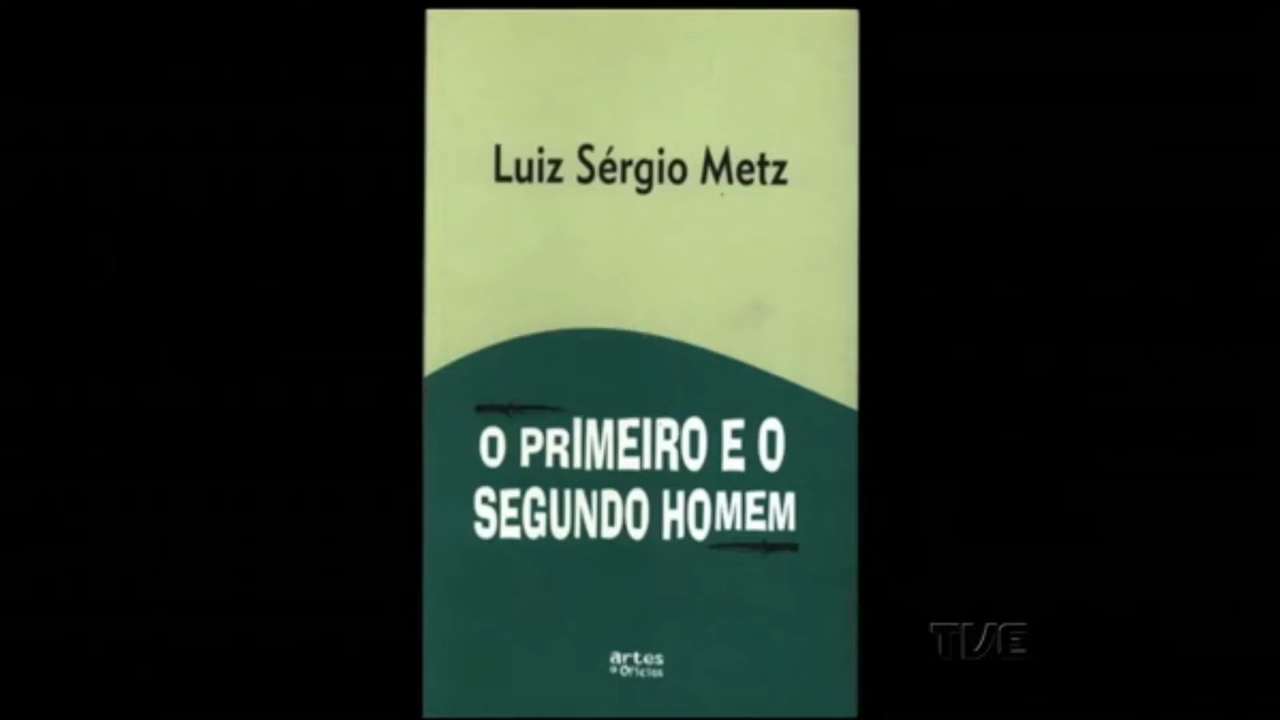 Luiz Sérgio Metz
O PRIMEIRO E O
SEGUNDO HOMEM
artes
e Ofícios
TVE